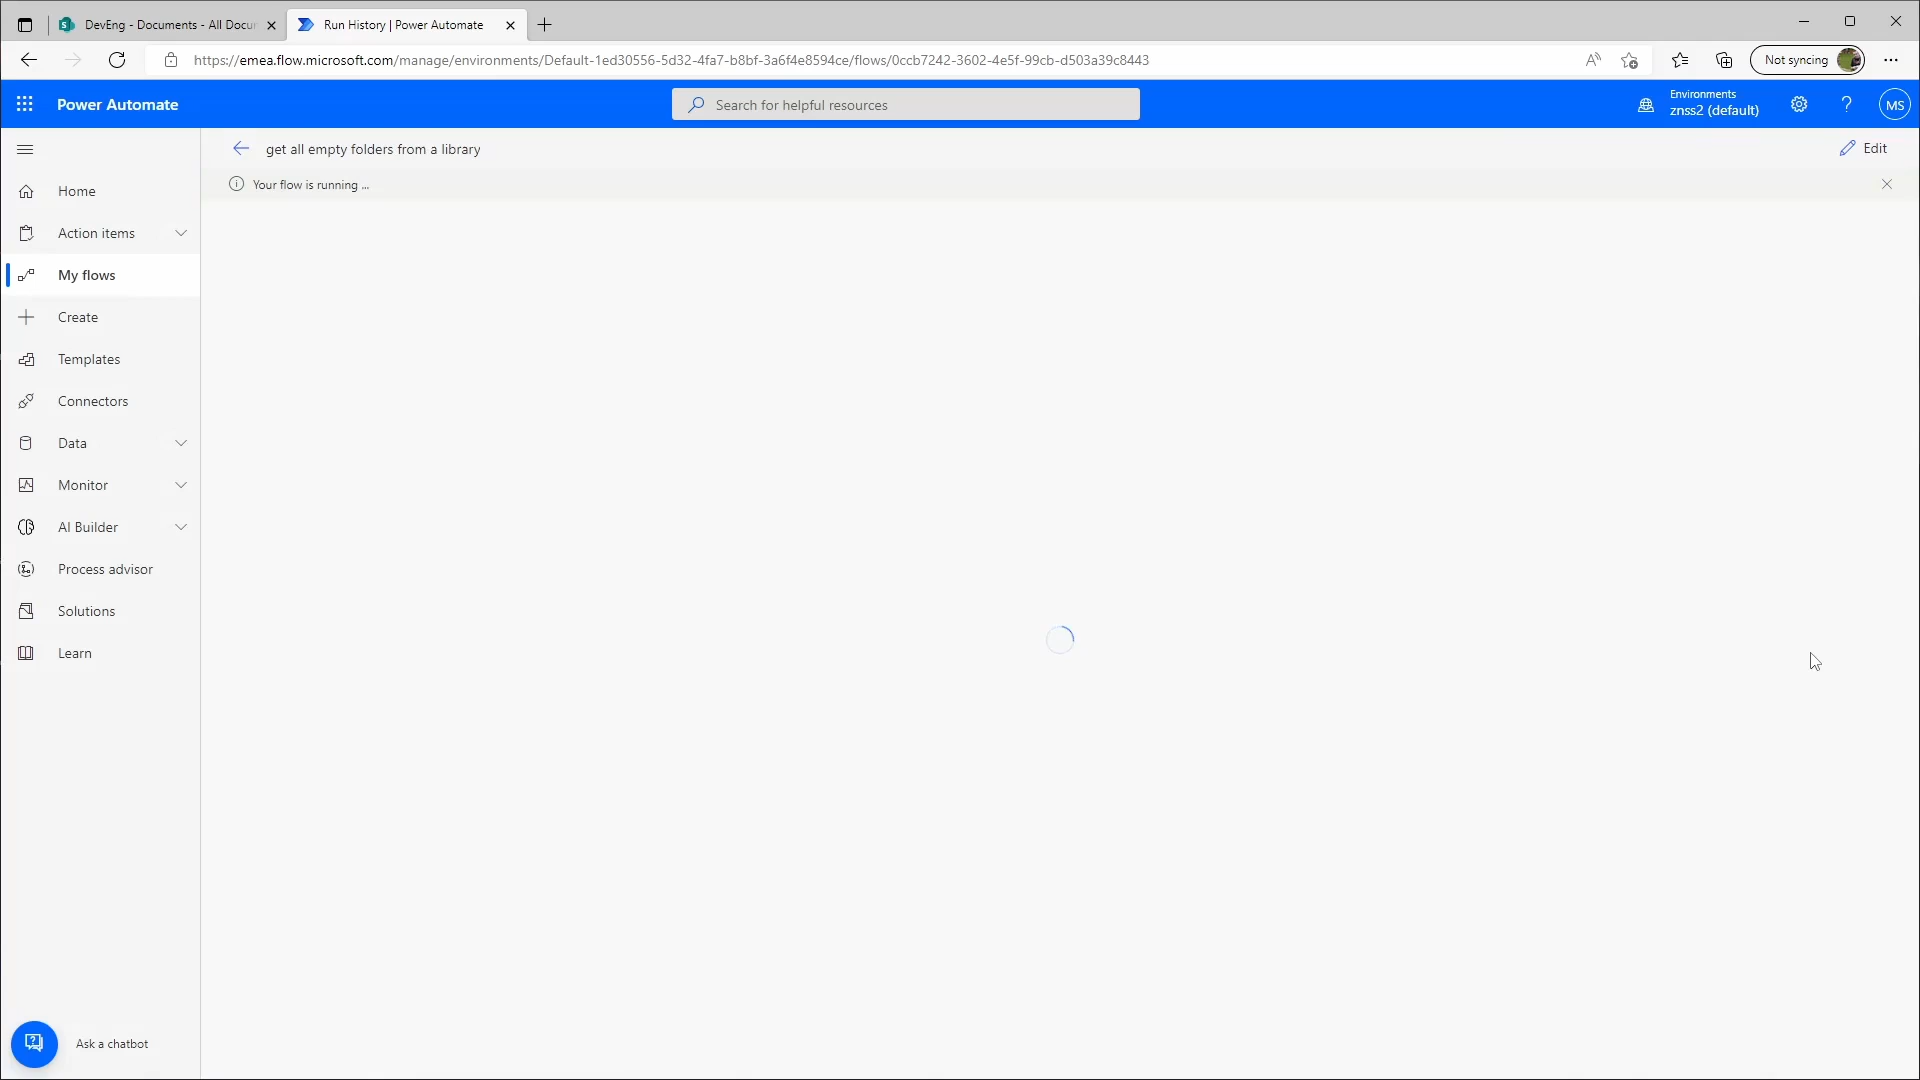 DevEng - Documents - All Docur
Run History | Power Automate
https://emea.flow.microsoft.com/manage/environments/Default-1ed30556-5d32-4fa7-b8bf-3a6f4e8594ce/flows/0ccb7242-3602-4e5f-99cb-d503a39c8443
Not syncing
Power Automate
Search for helpful resources
Environments
znss2 (default)
MS
get all empty folders from a library
Edit
Your flow is running ...
Home
Action items
My flows
Create
Templates
Connectors
Data
Monitor
AI Builder
Process advisor
Solutions
Learn
Ask a chatbot